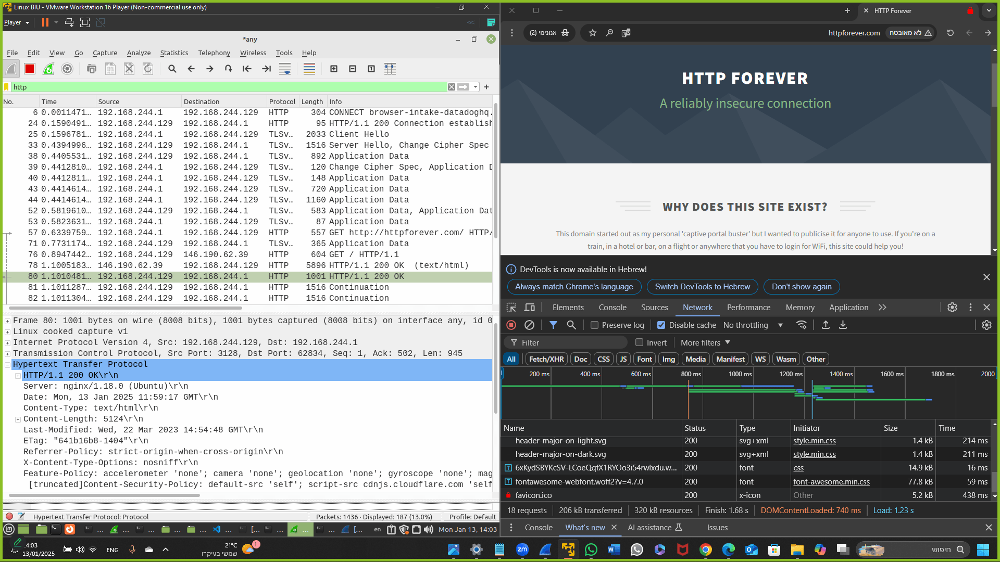 Linux BIU - VMware Workstation 16 Player (Non-commercial use only)
Player
*any
File Edit View Go Capture Analyze Statistics Telephony Wireless Tools Help
http
No. Time Source Destination Protocol Length Info
6 0.0011471… 192.168.244.1 192.168.244.129 HTTP 304 CONNECT browser-intake-datadoghq.
24 0.1590491… 192.168.244.129 192.168.244.1 HTTP 95 HTTP/1.1 200 Connection establish
25 0.1596781… 192.168.244.1 192.168.244.129 TLSv… 2033 Client Hello
33 0.4394996… 192.168.244.129 192.168.244.1 TLSv… 1516 Server Hello, Change Cipher Spec
38 0.4405531… 192.168.244.129 192.168.244.1 TLSv… 892 Application Data
39 0.4412810… 192.168.244.1 192.168.244.129 TLSv… 120 Change Cipher Spec, Application D
40 0.4412811… 192.168.244.1 192.168.244.129 TLSv… 148 Application Data
43 0.4414614… 192.168.244.1 192.168.244.129 TLSv… 720 Application Data
44 0.4414614… 192.168.244.1 192.168.244.129 TLSv… 1160 Application Data
52 0.5819610… 192.168.244.129 192.168.244.1 TLSv… 583 Application Data, Application Dat
53 0.5823631… 192.168.244.1 192.168.244.129 TLSv… 87 Application Data
57 0.6339759… 192.168.244.1 192.168.244.129 HTTP 557 GET http://httpforever.com/ HTTP/
71 0.7731174… 192.168.244.129 192.168.244.1 TLSv… 365 Application Data
76 0.8947442… 192.168.244.129 146.190.62.39 HTTP 604 GET / HTTP/1.1
78 1.1005183… 146.190.62.39 192.168.244.129 HTTP 5896 HTTP/1.1 200 OK (text/html)
80 1.1010481… 192.168.244.129 192.168.244.1 HTTP 1001 HTTP/1.1 200 OK
81 1.1011287… 192.168.244.129 192.168.244.1 HTTP 1516 Continuation
82 1.1011304… 192.168.244.129 192.168.244.1 HTTP 1516 Continuation
Frame 80: 1001 bytes on wire (8008 bits), 1001 bytes captured (8008 bits) on interface any, id 0
Linux cooked capture v1
Internet Protocol Version 4, Src: 192.168.244.129, Dst: 192.168.244.1
Transmission Control Protocol, Src Port: 3128, Dst Port: 62834, Seq: 1, Ack: 502, Len: 945
Hypertext Transfer Protocol
HTTP/1.1 200 OK\r\n
Server: nginx/1.18.0 (Ubuntu)\r\n
Date: Mon, 13 Jan 2025 11:59:17 GMT\r\n
Content-Type: text/html\r\n
Content-Length: 5124\r\n
Last-Modified: Wed, 22 Mar 2023 14:54:48 GMT\r\n
ETag: "641b16b8-1404"\r\n
Referrer-Policy: strict-origin-when-cross-origin\r\n
X-Content-Type-Options: nosniff\r\n
Feature-Policy: accelerometer 'none'; camera 'none'; geolocation 'none'; gyroscope 'none'; mag
[truncated]Content-Security-Policy: default-src 'self'; script-src cdnjs.cloudflare.com 'self
Hypertext Transfer Protocol: Protocol Packets: 1436 · Displayed: 187 (13.0%) Profile: Default
en Mon Jan 13, 14:03
HTTP Forever
אנונימי (2) httpforever.com לא מאובטח
HTTP FOREVER
A reliably insecure connection
WHY DOES THIS SITE EXIST?
This domain started out as my personal 'captive portal buster' but I wanted to publicise it for anyone to use. If you're on a
train, in a hotel or bar, on a flight or anywhere that you have to login for WiFi, this site could help you!
DevTools is now available in Hebrew!
Always match Chrome's language Switch DevTools to Hebrew Don't show again
Elements Console Sources Network Performance Memory Application
Preserve log Disable cache No throttling
Filter Invert More filters
All Fetch/XHR Doc CSS JS Font Img Media Manifest WS Wasm Other
200 ms 400 ms 600 ms 800 ms 1000 ms 1200 ms 1400 ms 1600 ms 1800 ms 2000
Name Status Type Initiator Size Time
header-major-on-light.svg 200 svg+xml style.min.css 1.4 kB 214 ms
header-major-on-dark.svg 200 svg+xml style.min.css 1.4 kB 211 ms
6xKydSBYKcSV-LCoeQqfX1RYOo3i54rwlxdu.w... 200 font css 14.9 kB 16 ms
fontawesome-webfont.woff2?v=4.7.0 200 font font-awesome.min.css 77.8 kB 59 ms
favicon.ico 200 x-icon Other 5.2 kB 438 ms
18 requests 206 kB transferred 320 kB resources Finish: 1.68 s DOMContentLoaded: 740 ms Load: 1.23 s
Console What's new AI assistance Issues
4:03
13/01/2025
ENG
21°C
שמשי בעיקרו
1
zm
חיפוש